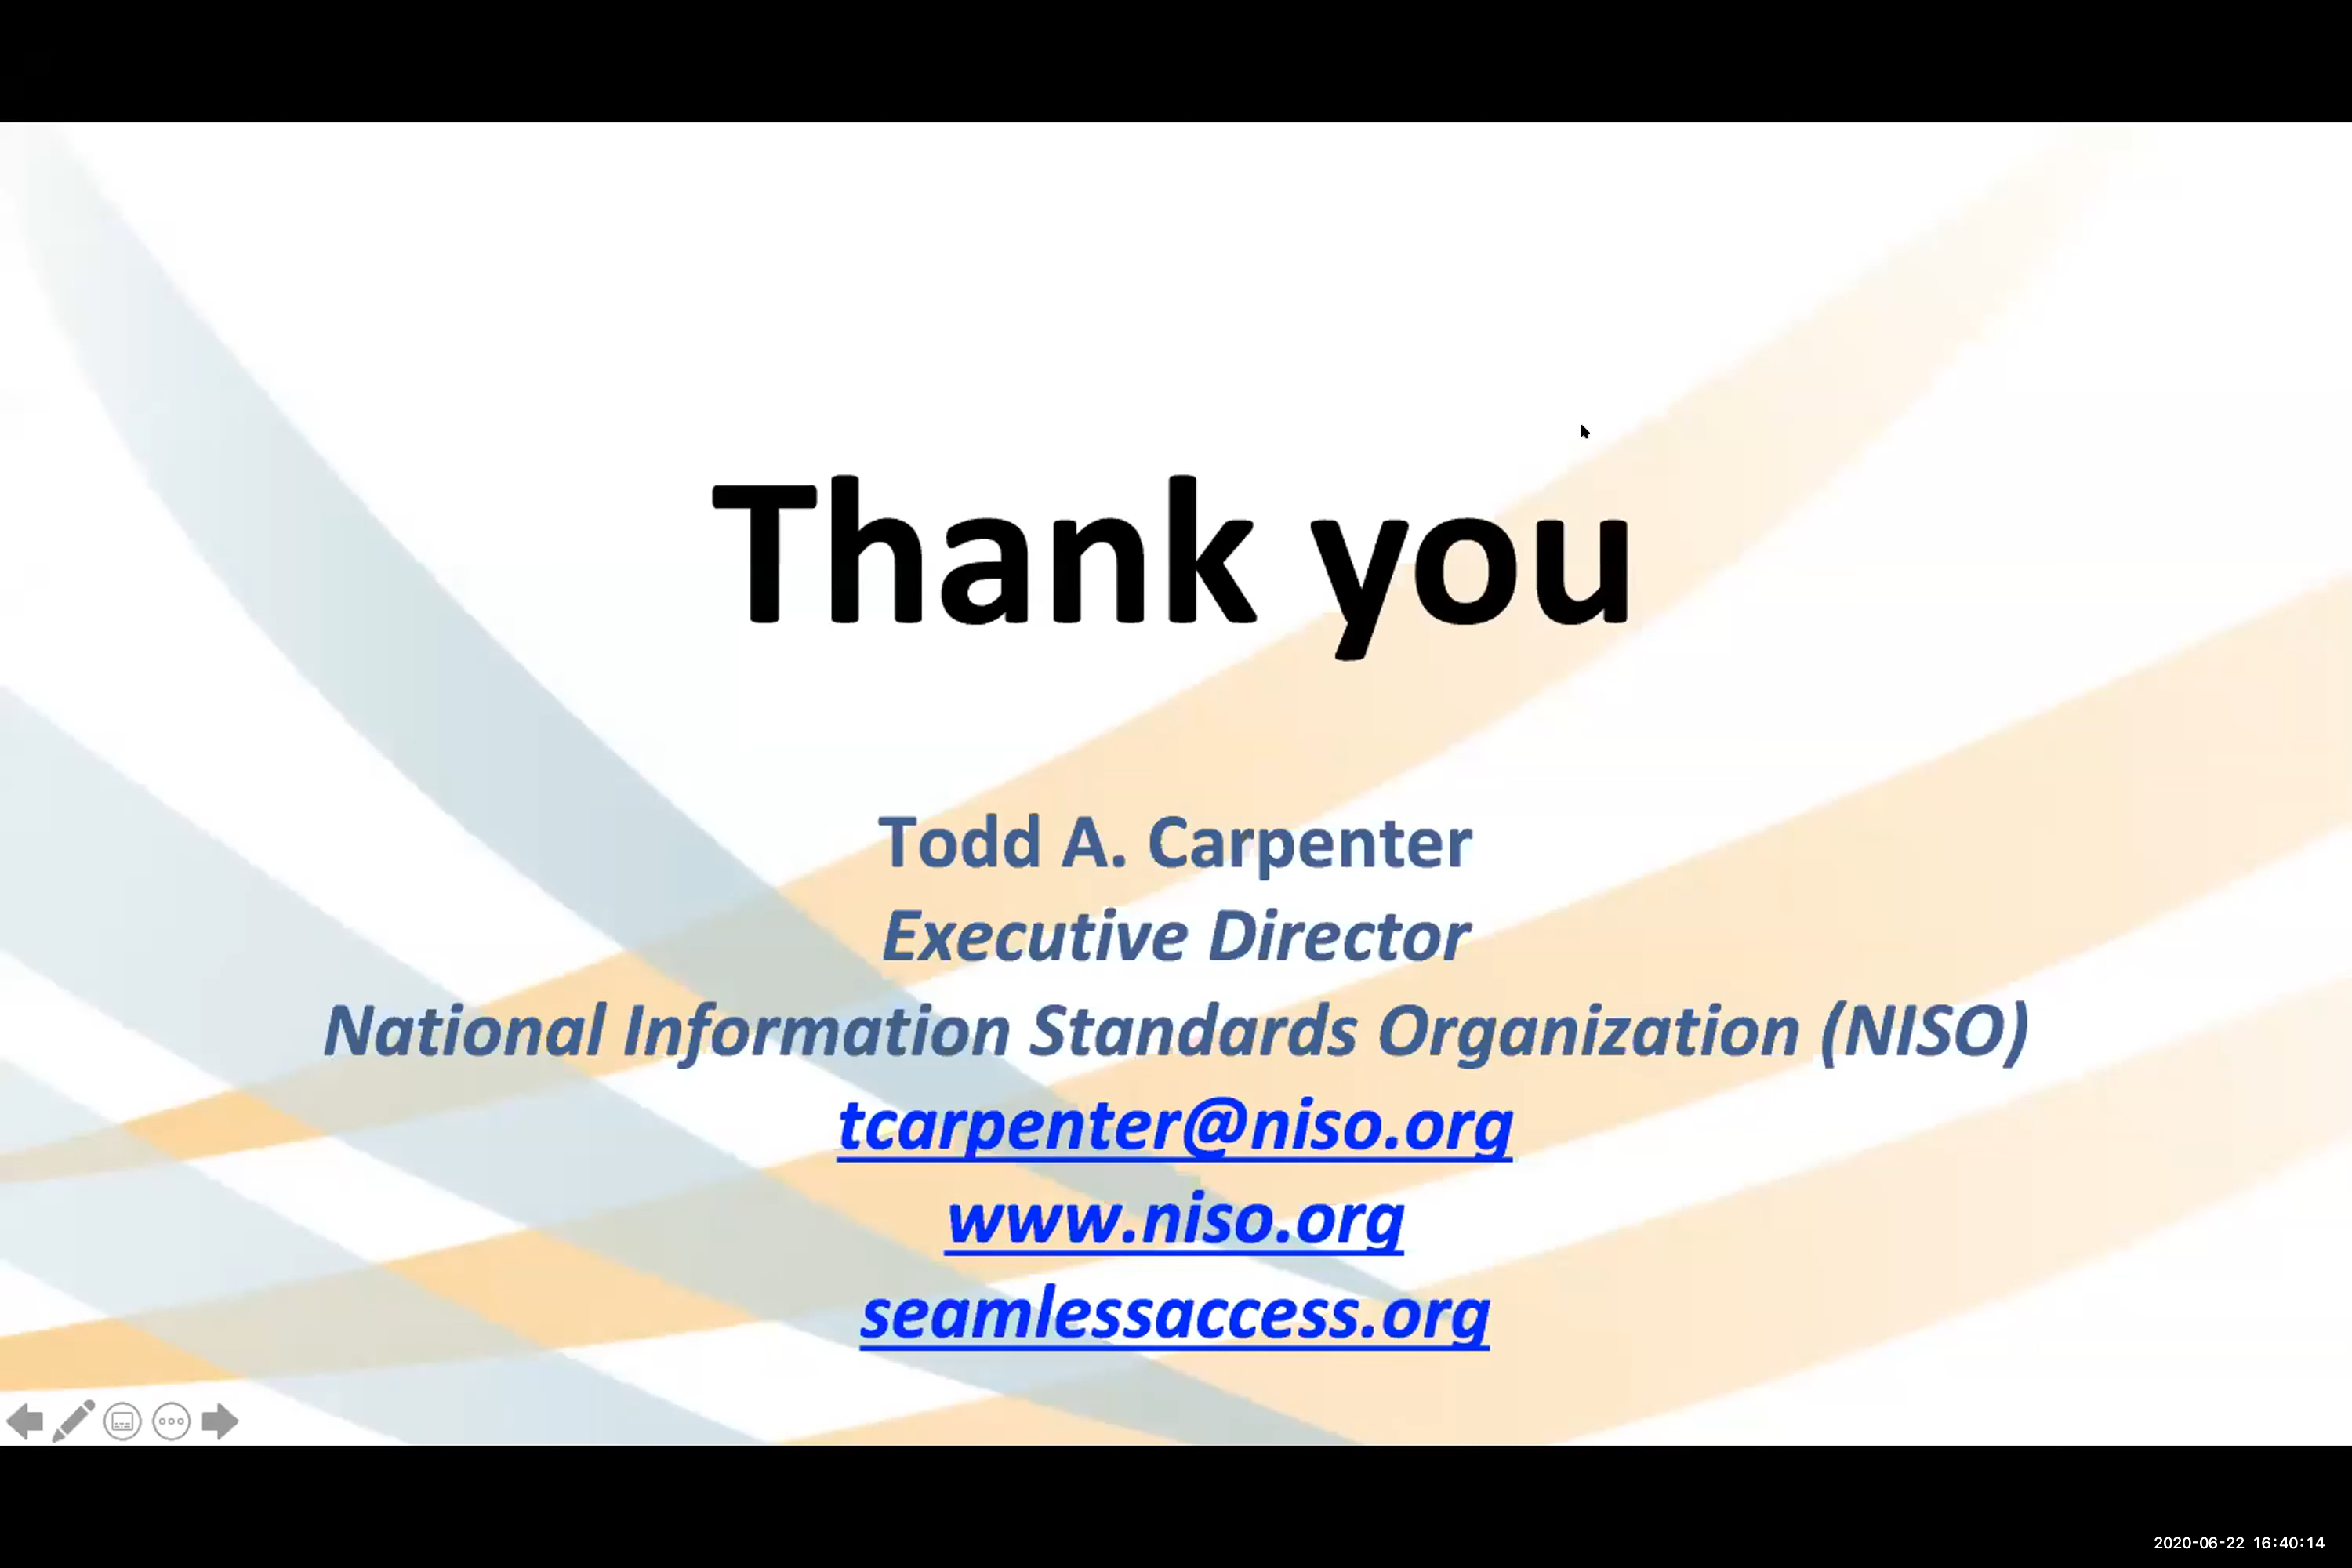 Thank you
Todd A. Carpenter
Executive Director
National Information Standards Organization (NISO)
tcarpenter@niso.org
www.niso.org
seamlessaccess.org
2020-06-22 16:40:14